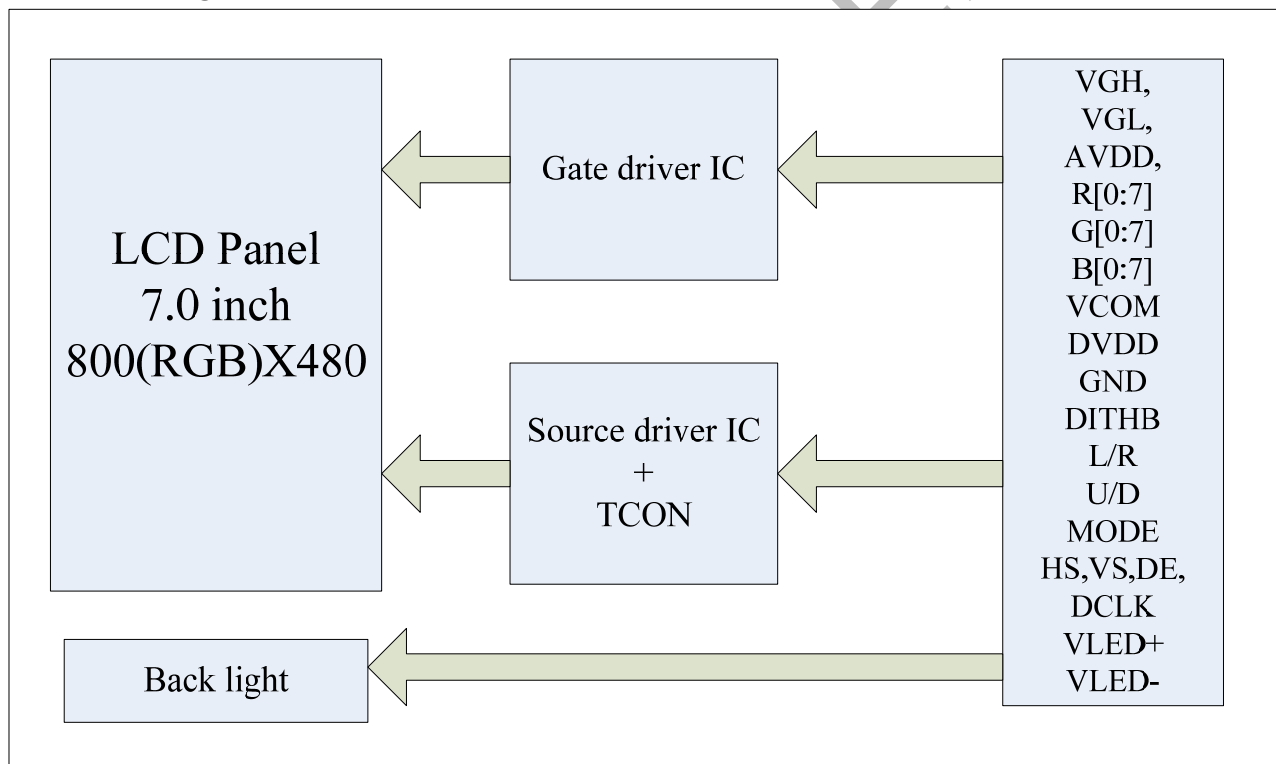 LCD Panel
7.0 inch
800(RGB)X480
Gate driver IC
Source driver IC
+
TCON
Back light
VGH,
VGL,
AVDD,
R[0:7]
G[0:7]
B[0:7]
VCOM
DVDD
GND
DITHB
L/R
U/D
MODE
HS,VS,DE,
DCLK
VLED+
VLED-